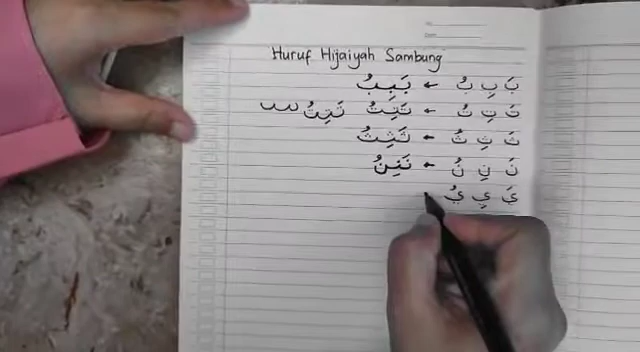 Huruf Hijaiyah Sambung
بَ بِ بُ ← بَبِبُ
تَ تِ تُ ← تَتِتُ تَتِتُ
ثَ ثِ ثُ ← ثَثِثُ
نَ نِ نُ ← نَنِنُ
يَ يِ يُ